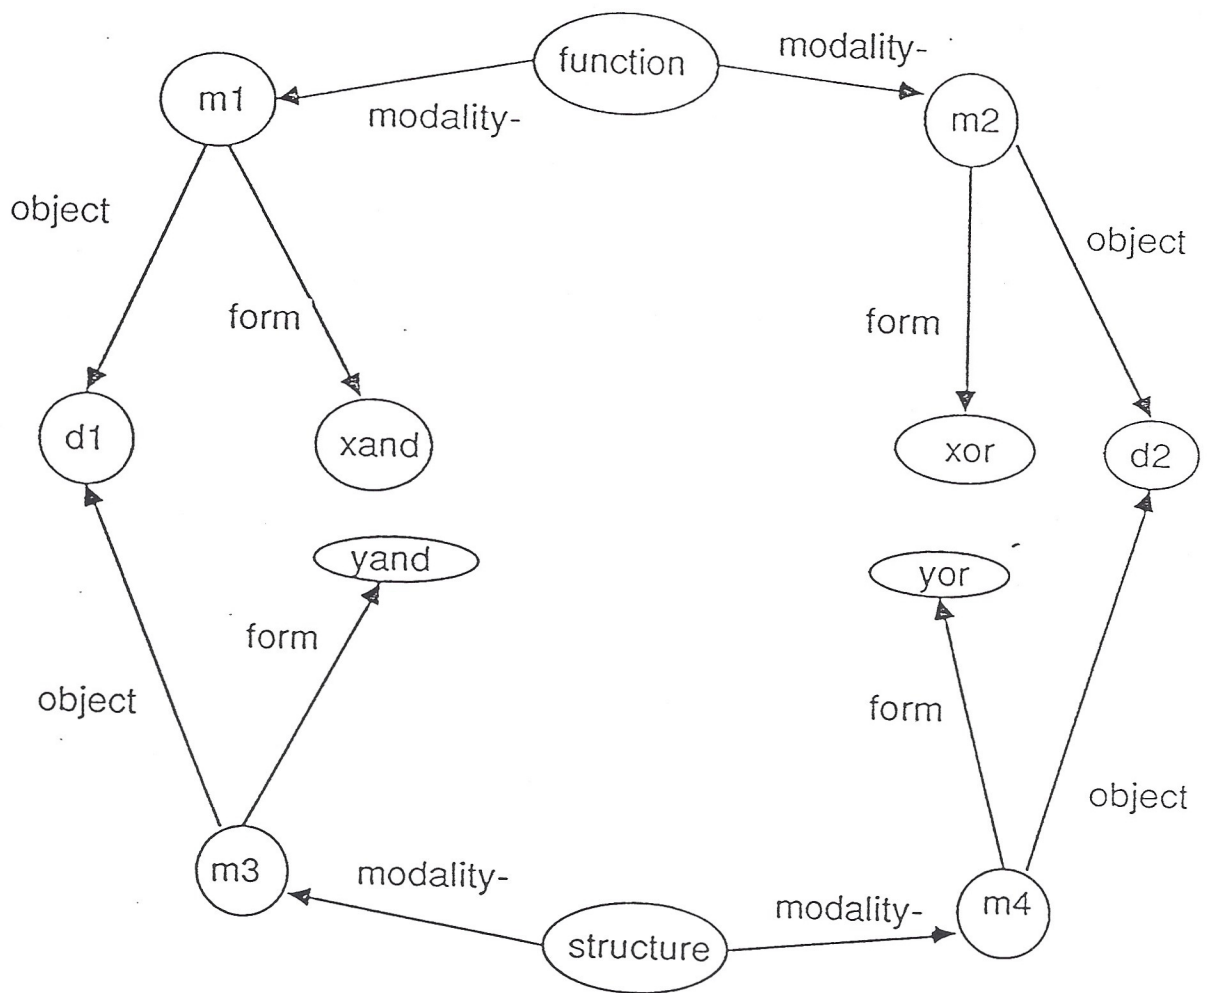 function
modality-
m1
modality-
m2
object
object
form
form
d1
xand
xor
d2
yand
yor
form
object
form
object
m3
modality-
modality-
m4
structure